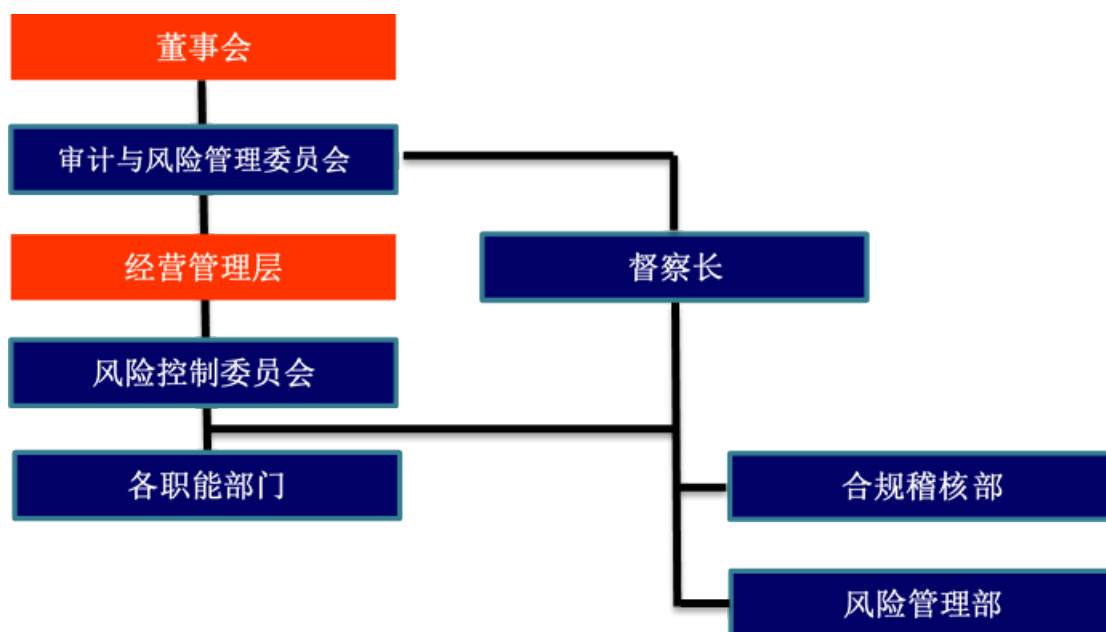 董事会
审计与风险管理委员会
经营管理层
督察长
风险控制委员会
各职能部门
合规稽核部
风险管理部